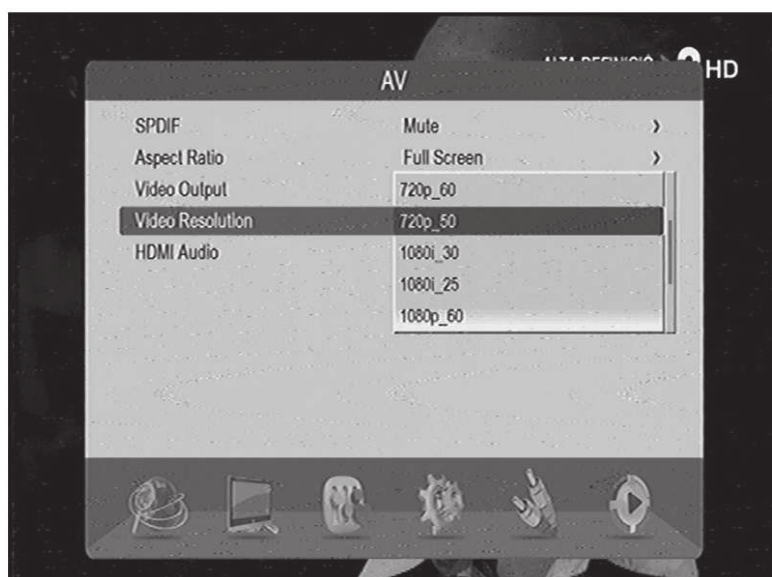 HD
AV
SPDIF Mute >
Aspect Ratio Full Screen >
Video Output 720p_60
Video Resolution 720p_50
HDMI Audio 1080i_30
1080i_25
1080p_60